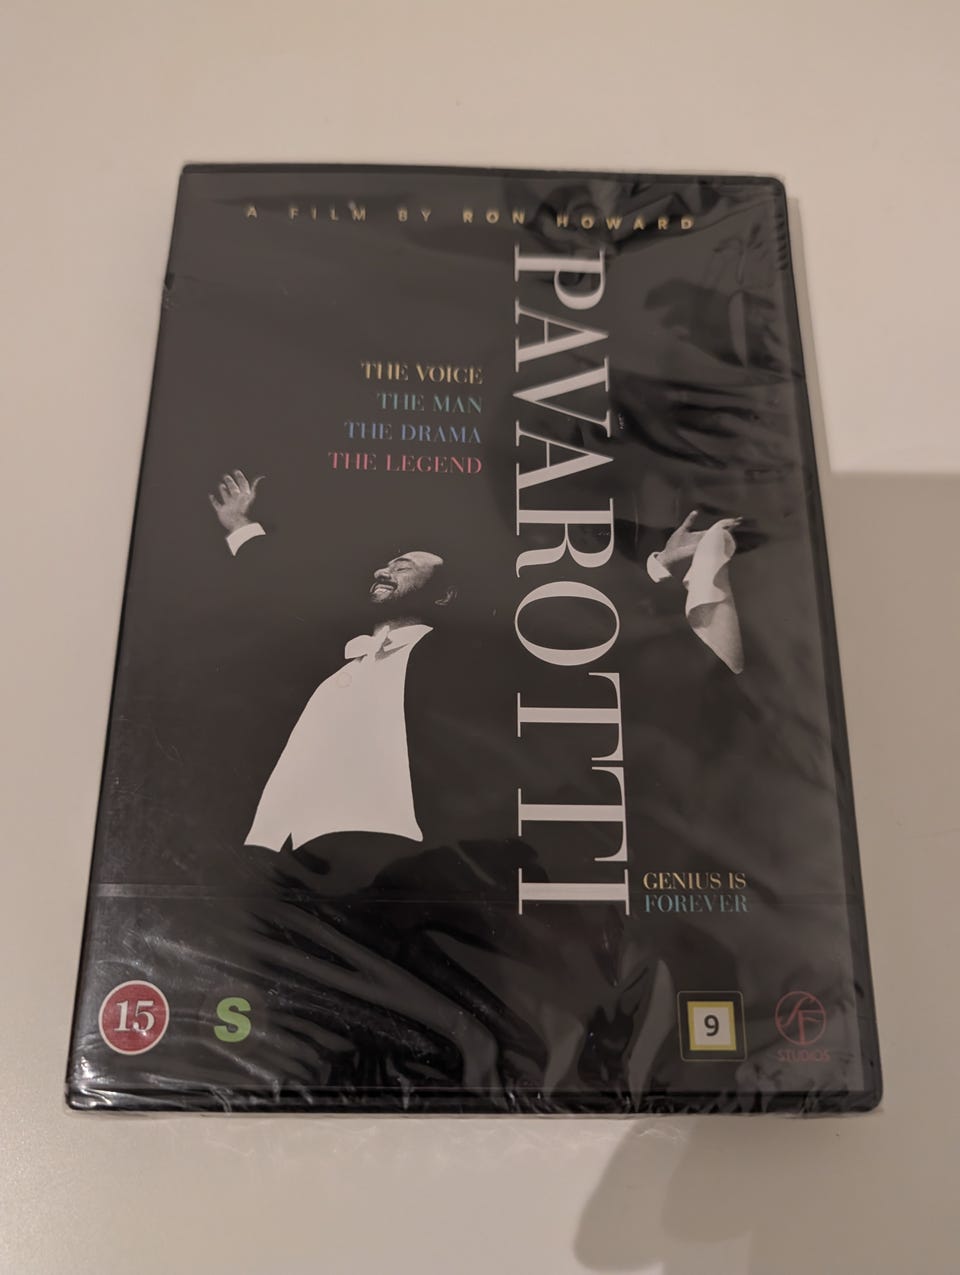 A FILM BY RON HOWARD
PAVAROTTI
THE VOICE
THE MAN
THE DRAMA
THE LEGEND
GENIUS IS
FOREVER
15
S
9
SF
STUDIOS